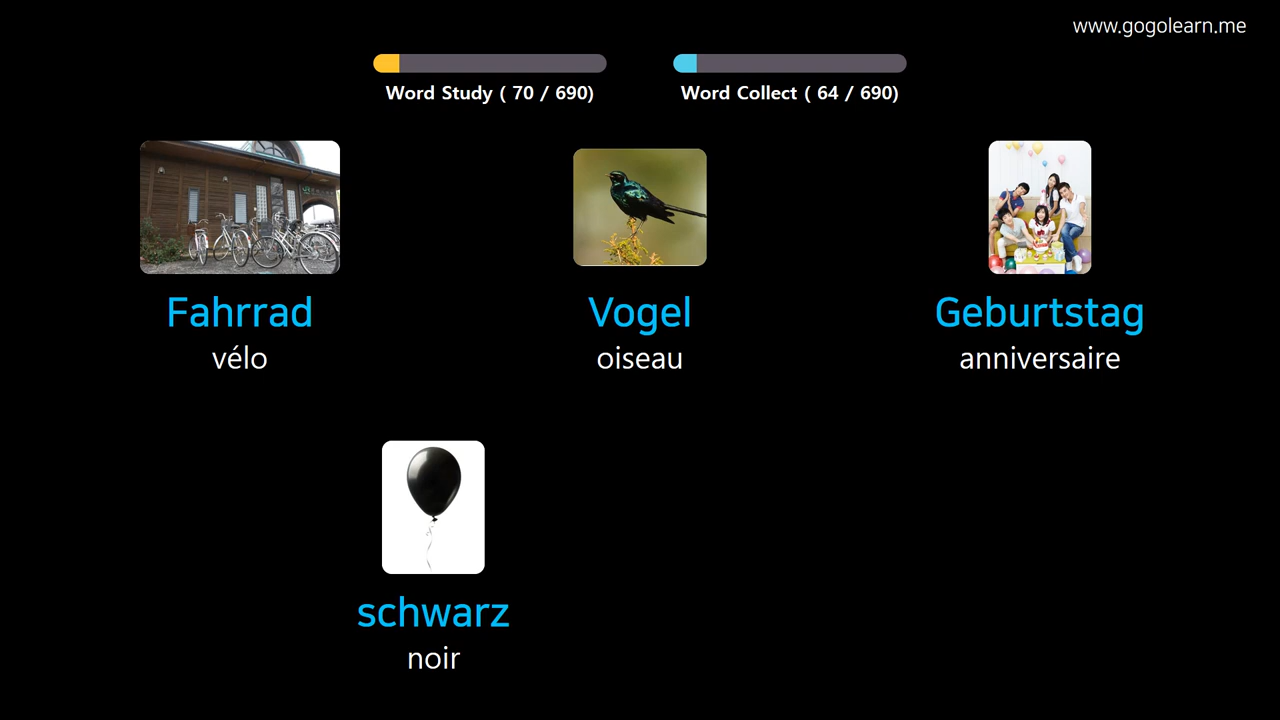 www.gogolearn.me
Word Study ( 70 / 690)
Word Collect ( 64 / 690)
Fahrrad
vélo
Vogel
oiseau
Geburtstag
anniversaire
schwarz
noir